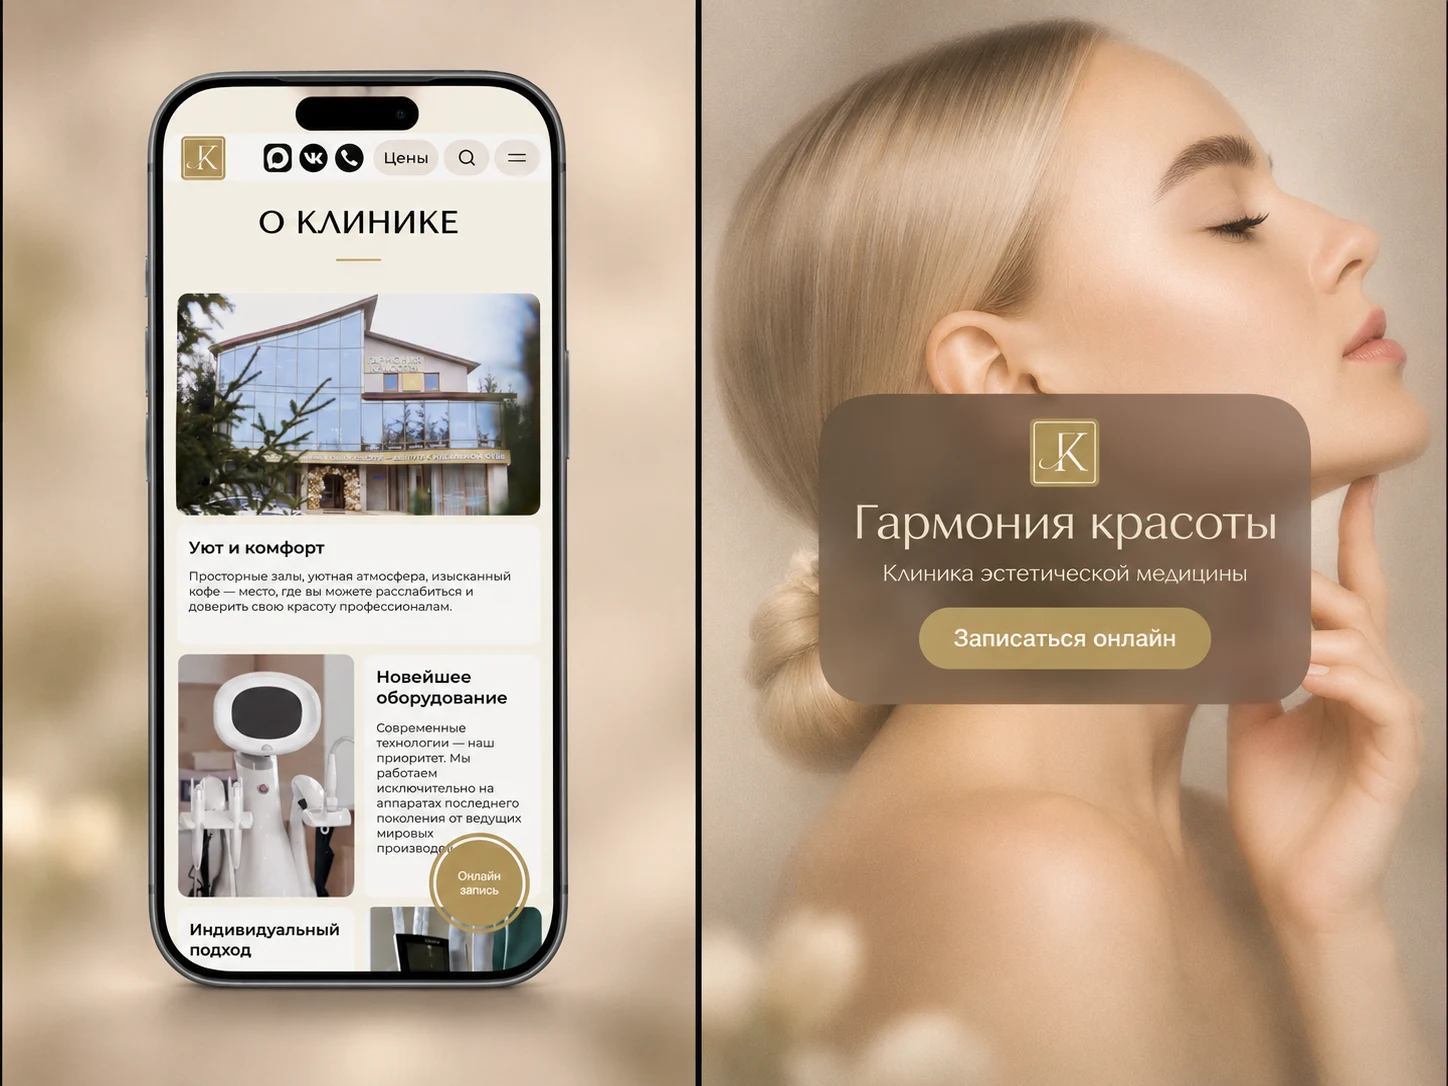 Цены
О КЛИНИКЕ
ГАРМОНИЯ
КРАСОТЫ
Уют и комфорт
Просторные залы, уютная атмосфера, изысканный
кофе — место, где вы можете расслабиться и
доверить свою красоту профессионалам.
Новейшее
оборудование
Современные
технологии — наш
приоритет. Мы
работаем
исключительно на
аппаратах последнего
поколения от ведущих
мировых
Онлайн
запись
Индивидуальный
подход
Гармония красоты
Клиника эстетической медицины
Записаться онлайн